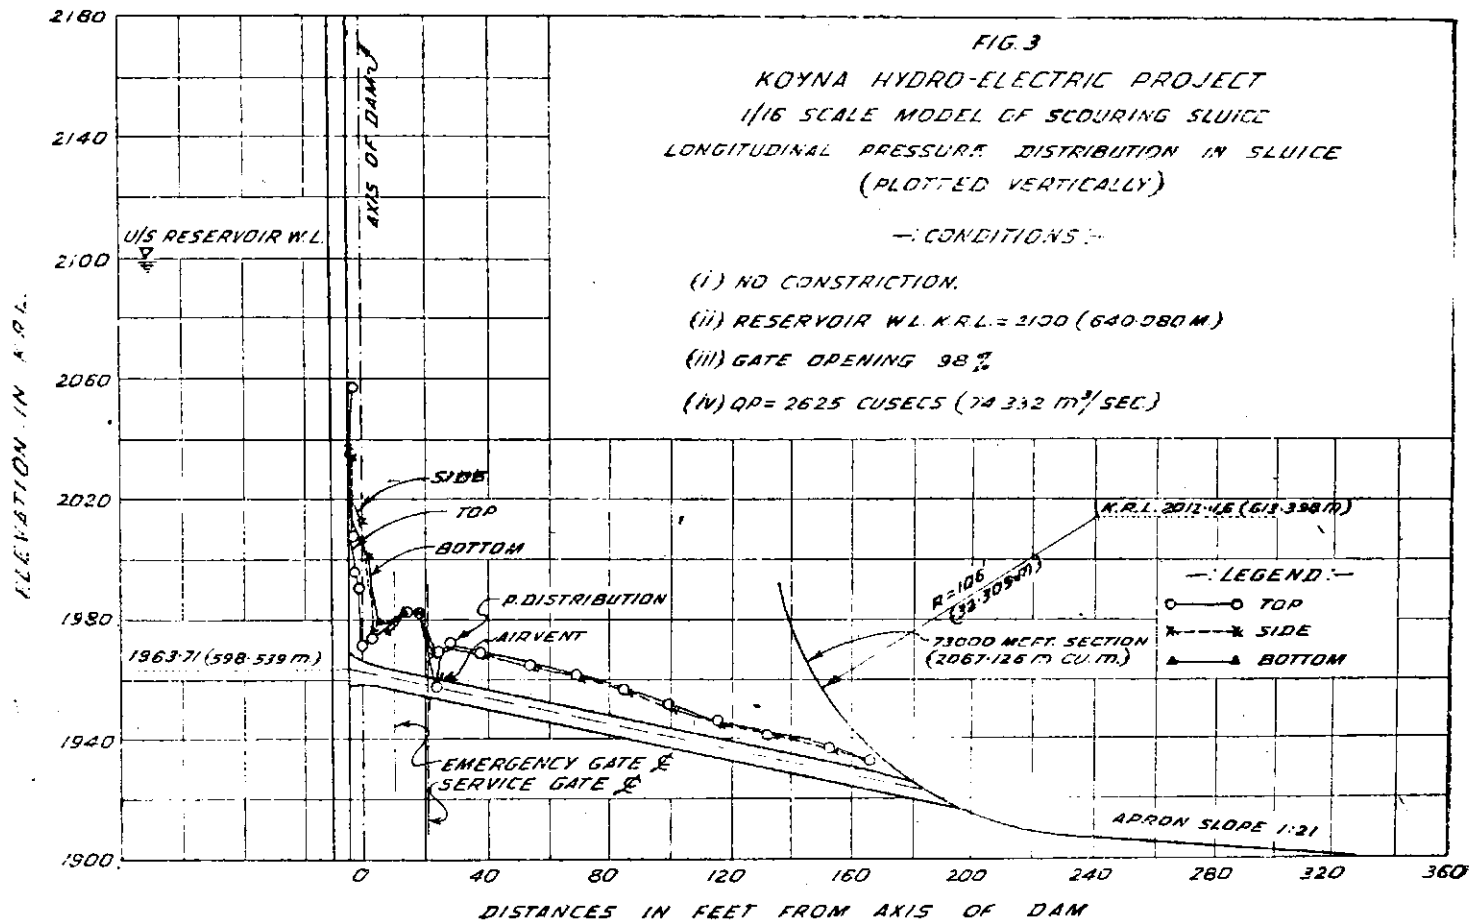 FIG. 3
KOYNA HYDRO-ELECTRIC PROJECT
1/16 SCALE MODEL OF SCOURING SLUICE
LONGITUDINAL PRESSURE DISTRIBUTION IN SLUICE
(PLOTTED VERTICALLY)
-: CONDITIONS :-
(i) NO CONSTRICTION.
(ii) RESERVOIR W.L. K.R.L. = 2100 (640.080 M.)
(iii) GATE OPENING 98 %
(iv) QP = 2625 CUSECS (74.332 m³/SEC.)
AXIS OF DAM
U/S RESERVOIR W.L.
ELEVATION IN K.R.L.
2180
2140
2100
2060
2020
1980
1940
1900
SIDE
TOP
BOTTOM
P. DISTRIBUTION
AIRVENT
1963.71 (598.539 m.)
EMERGENCY GATE ℄
SERVICE GATE ℄
K.R.L. 2012.46 (613.398 m)
R=106'
(32.309 m)
73000 MCFT. SECTION
(2067.126 m CU. m.)
-: LEGEND :-
TOP
SIDE
BOTTOM
APRON SLOPE 1:21
0 40 80 120 160 200 240 280 320 360
DISTANCES IN FEET FROM AXIS OF DAM